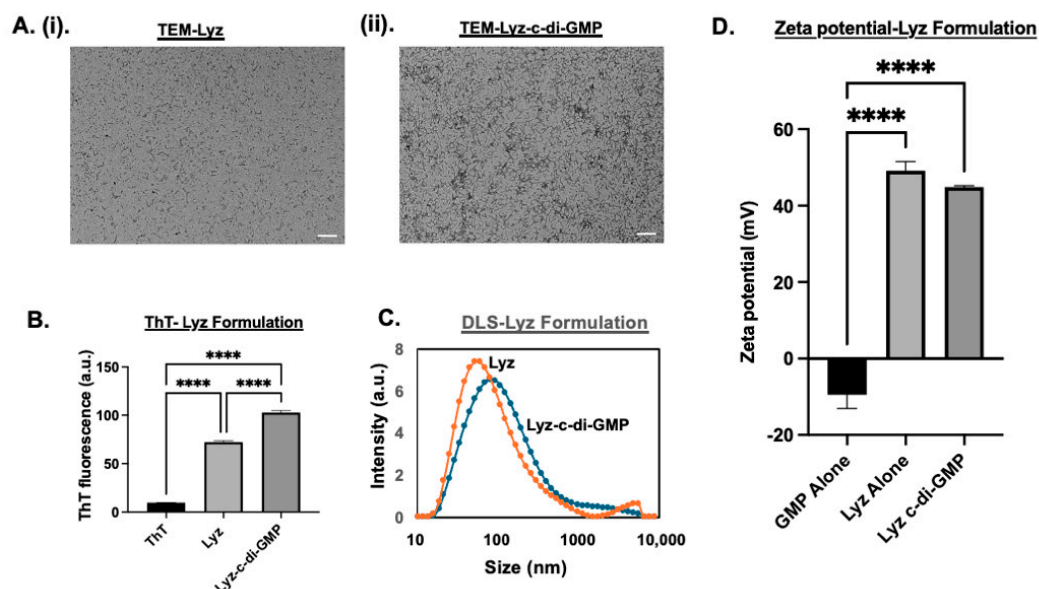 A. (i).
TEM-Lyz
(ii).
TEM-Lyz-c-di-GMP
B.
ThT- Lyz Formulation
ThT fluorescence (a.u.)
150
100
50
0
****
****
****
ThT
Lyz
Lyz-c-di-GMP
C.
DLS-Lyz Formulation
Intensity (a.u.)
8
6
4
2
0
Lyz
Lyz-c-di-GMP
10
100
1000
10,000
Size (nm)
D.
Zeta potential-Lyz Formulation
Zeta potential (mV)
60
40
20
0
-20
****
****
GMP Alone
Lyz Alone
Lyz c-di-GMP